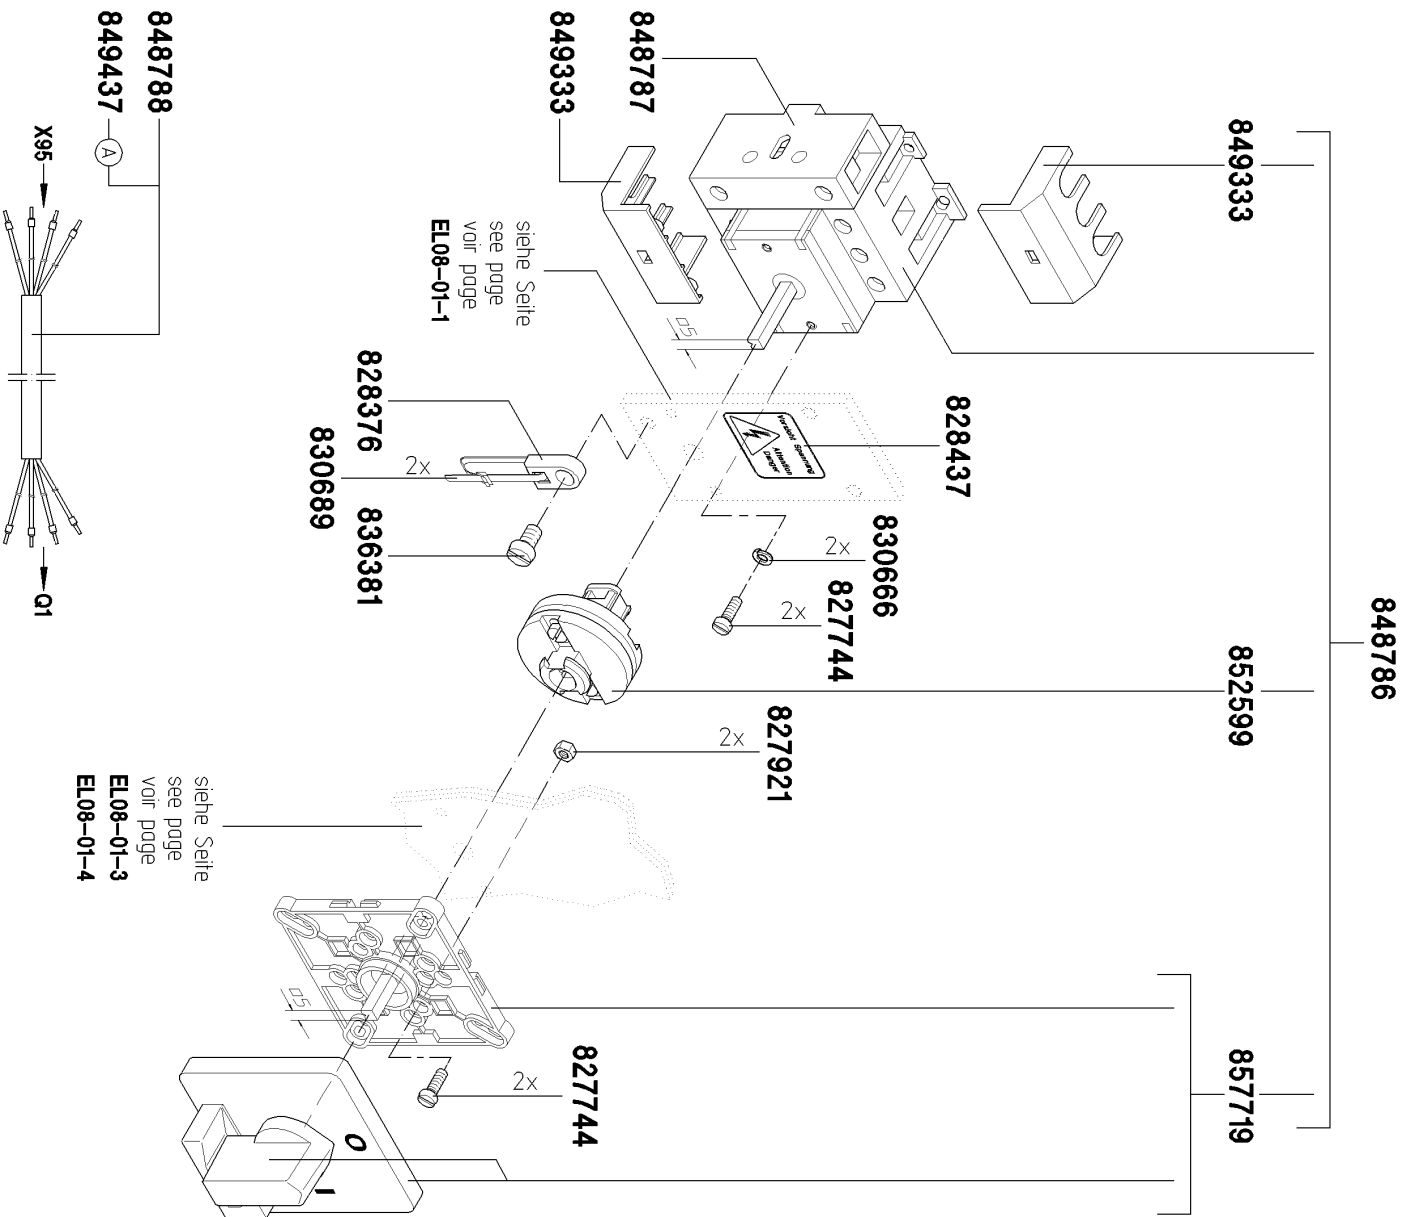 848786
849333
852599
857719
828437
830666
2x
827744
2x
827921
2x
848787
849333
siehe Seite
see page
voir page
EL08-01-1
□5
Vorsicht Spannung
Attention
Danger
828376
830689
2x
836381
827744
2x
□5
O
I
siehe Seite
see page
voir page
EL08-01-3
EL08-01-4
848788
849437
A
X95
Q1